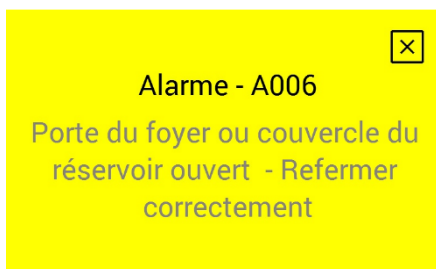 Alarme - A006
Porte du foyer ou couvercle du
réservoir ouvert  - Refermer
correctement